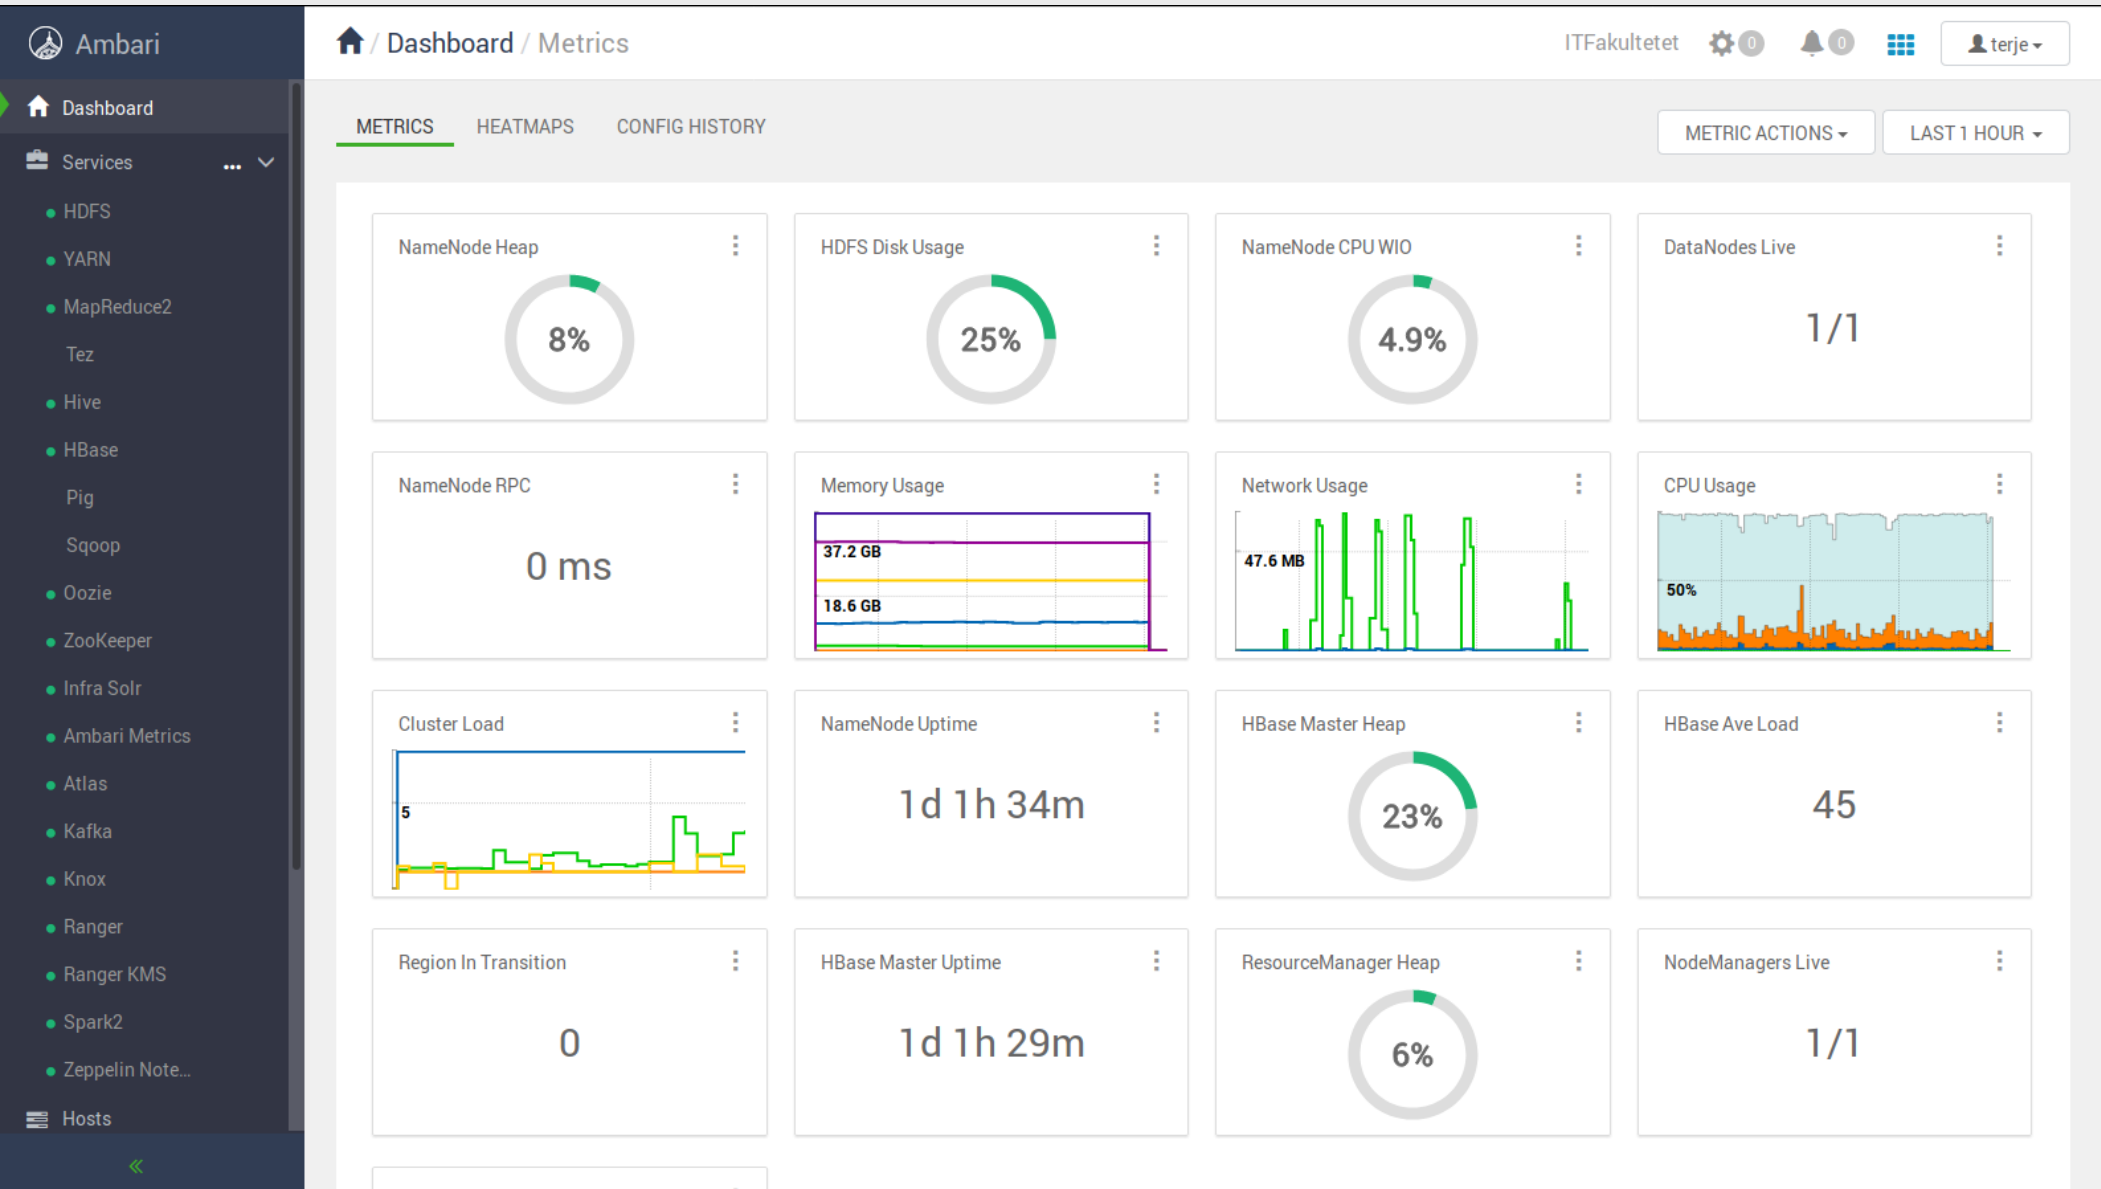 Ambari
/ Dashboard / Metrics
ITFakultetet
0
0
terje
Dashboard
Services
...
HDFS
YARN
MapReduce2
Tez
Hive
HBase
Pig
Sqoop
Oozie
ZooKeeper
Infra Solr
Ambari Metrics
Atlas
Kafka
Knox
Ranger
Ranger KMS
Spark2
Zeppelin Note...
Hosts
METRICS
HEATMAPS
CONFIG HISTORY
METRIC ACTIONS
LAST 1 HOUR
NameNode Heap
8%
HDFS Disk Usage
25%
NameNode CPU WIO
4.9%
DataNodes Live
1/1
NameNode RPC
0 ms
Memory Usage
37.2 GB
18.6 GB
Network Usage
47.6 MB
CPU Usage
50%
Cluster Load
5
NameNode Uptime
1d 1h 34m
HBase Master Heap
23%
HBase Ave Load
45
Region In Transition
0
HBase Master Uptime
1d 1h 29m
ResourceManager Heap
6%
NodeManagers Live
1/1